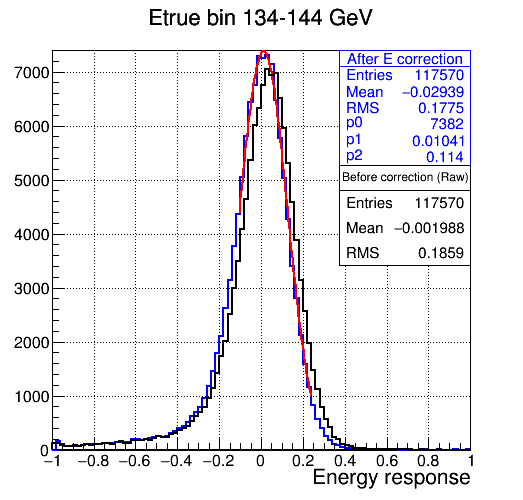 Etrue bin 134-144 GeV
After E correction
Entries 117570
Mean −0.02939
RMS 0.1775
p0 7382
p1 0.01041
p2 0.114
Before correction (Raw)
Entries 117570
Mean −0.001988
RMS 0.1859
7000
6000
5000
4000
3000
2000
1000
0
−1 −0.8 −0.6 −0.4 −0.2 0 0.2 0.4 0.6 0.8 1
Energy response